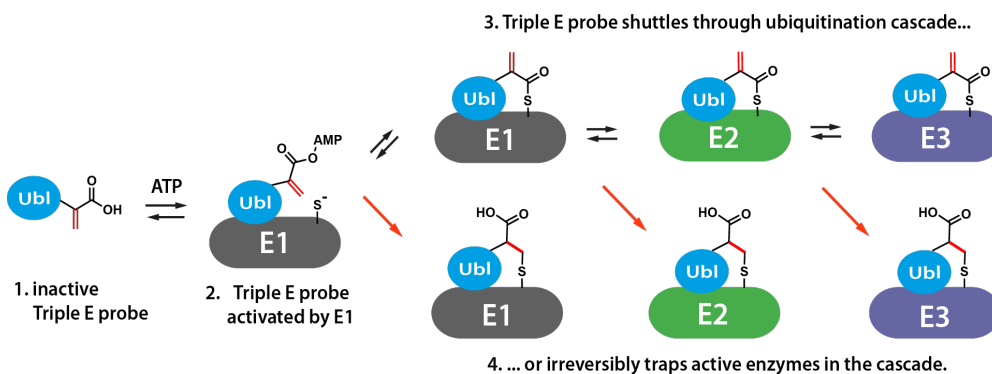 3. Triple E probe shuttles through ubiquitination cascade...
O
Ubl
S
E1
O
Ubl
S
E2
O
Ubl
S
E3
AMP
O
O
Ubl
S-
E1
Ubl
O
OH
ATP
1. inactive
Triple E probe
2. Triple E probe
activated by E1
HO
O
Ubl
S
E1
HO
O
Ubl
S
E2
HO
O
Ubl
S
E3
4. ... or irreversibly traps active enzymes in the cascade.